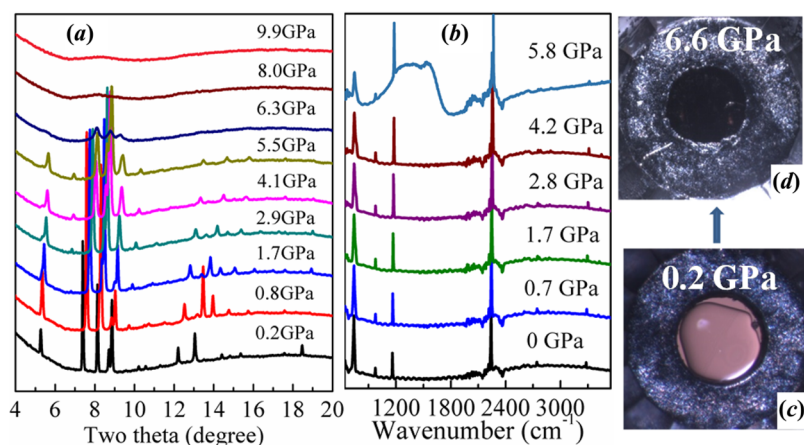 (a)
9.9GPa
8.0GPa
6.3GPa
5.5GPa
4.1GPa
2.9GPa
1.7GPa
0.8GPa
0.2GPa
4 6 8 10 12 14 16 18 20
Two theta (degree)
(b)
5.8 GPa
4.2 GPa
2.8 GPa
1.7 GPa
0.7 GPa
0 GPa
1200 1800 2400 3000
Wavenumber (cm⁻¹)
6.6 GPa
(d)
0.2 GPa
(c)